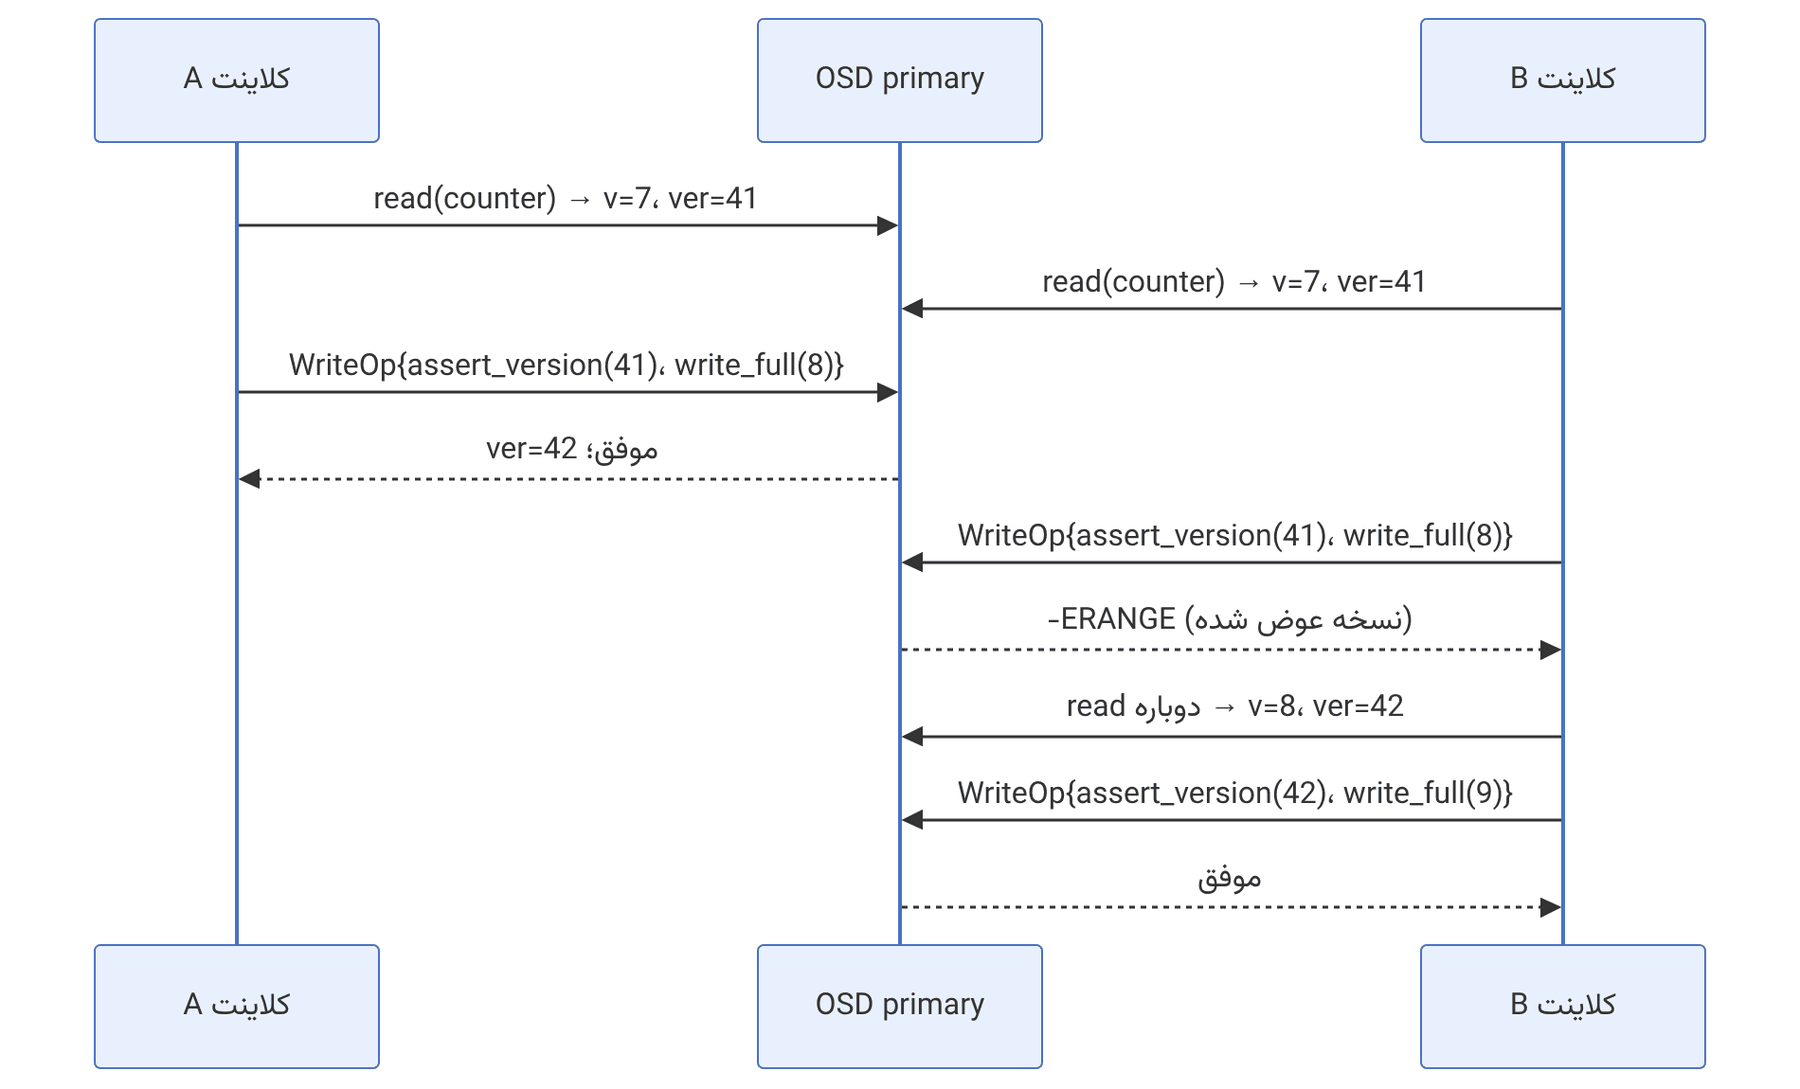 کلاینت A
OSD primary
کلاینت B
read(counter) → v=7، ver=41
read(counter) → v=7، ver=41
WriteOp{assert_version(41)، write_full(8)}
موفق؛ ver=42
WriteOp{assert_version(41)، write_full(8)}
-ERANGE (نسخه عوض شده)
read دوباره → v=8، ver=42
WriteOp{assert_version(42)، write_full(9)}
موفق
کلاینت A
OSD primary
کلاینت B